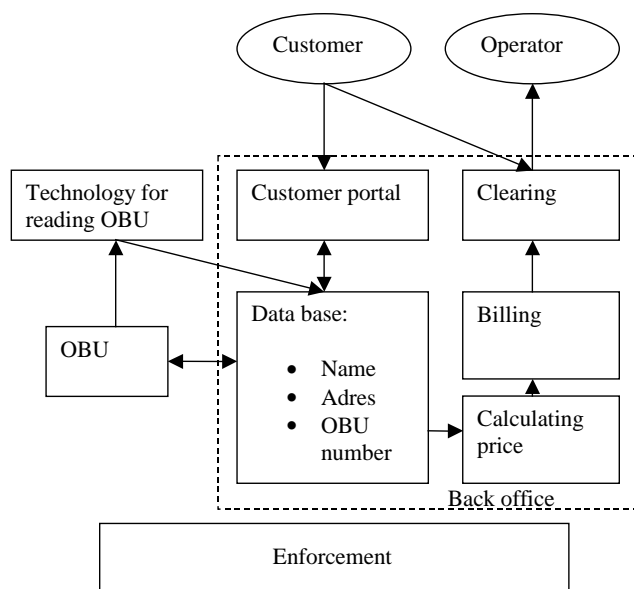 Customer
Operator
Technology for
reading OBU
Customer portal
Clearing
Data base:
• Name
• Adres
• OBU
number
OBU
Billing
Calculating
price
Back office
Enforcement